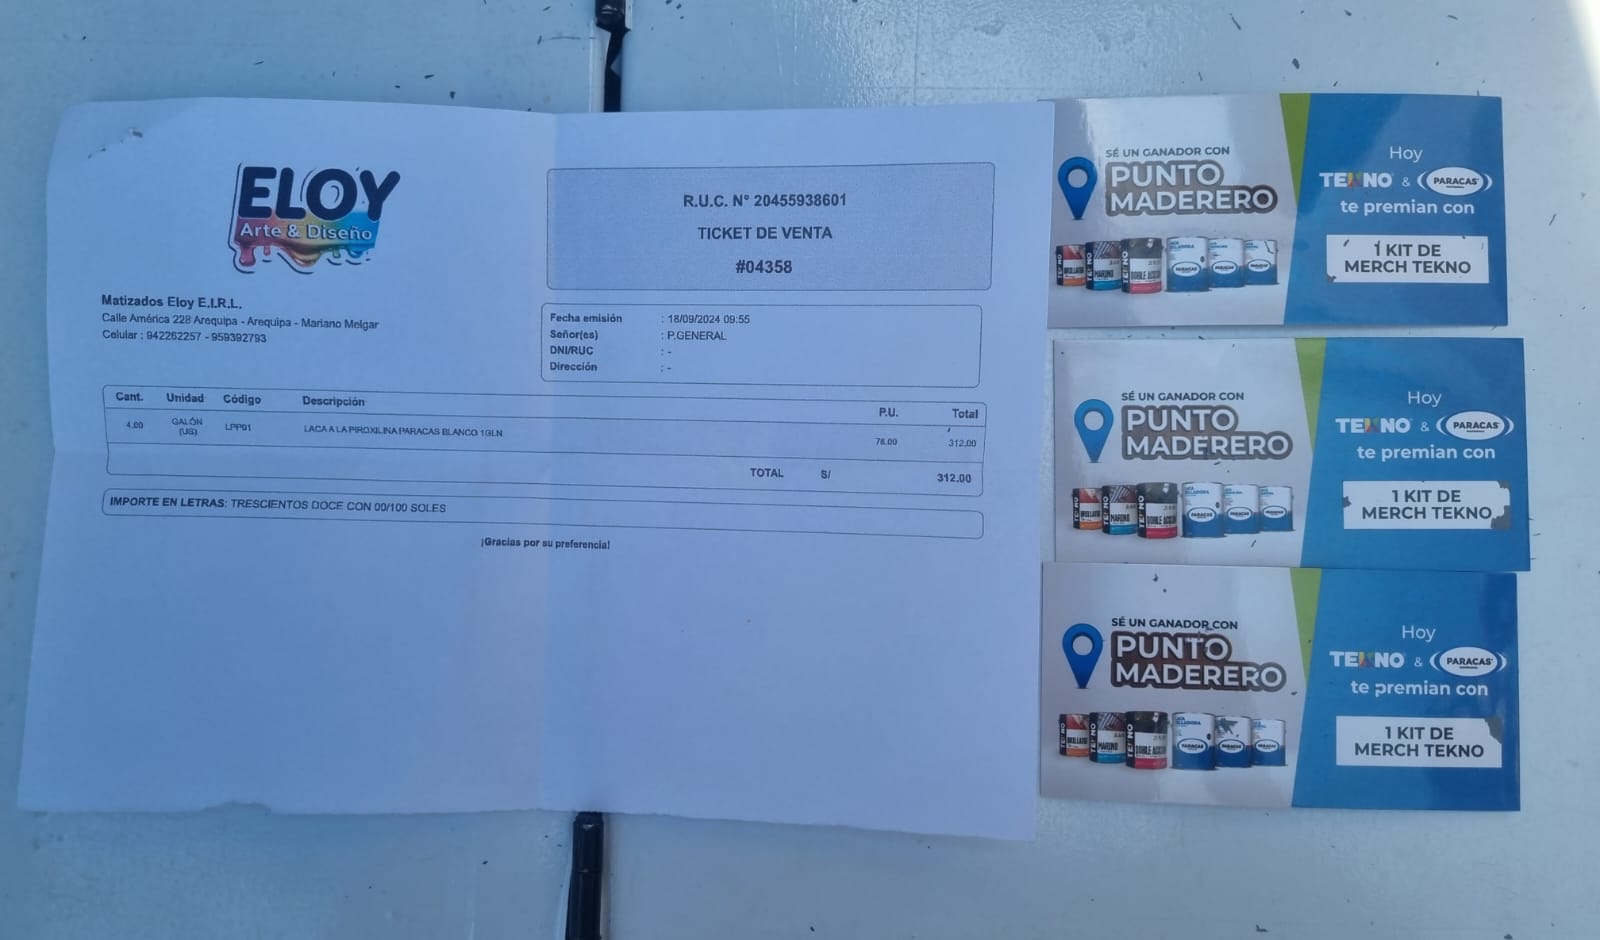 ELOY
Arte & Diseño
R.U.C. N° 20455938601
TICKET DE VENTA
#04358
Matizados Eloy E.I.R.L.
Calle América 228 Arequipa - Arequipa - Mariano Melgar
Celular : 942262257 - 959392793
Fecha emisión : 18/09/2024 09:55
Señor(es) : P.GENERAL
DNI/RUC : -
Dirección : -
Cant. Unidad Código Descripción P.U. Total
4.00 GALÓN (US) LPP01 LACA A LA PIROXILINA PARACAS BLANCO 1GLN 78.00 312.00
TOTAL S/ 312.00
IMPORTE EN LETRAS: TRESCIENTOS DOCE CON 00/100 SOLES
¡Gracias por su preferencia!
SÉ UN GANADOR CON
PUNTO
MADERERO
Hoy
TEKNO & PARACAS
te premian con
1 KIT DE
MERCH TEKNO
SÉ UN GANADOR CON
PUNTO
MADERERO
Hoy
TEKNO & PARACAS
te premian con
1 KIT DE
MERCH TEKNO
SÉ UN GANADOR CON
PUNTO
MADERERO
Hoy
TEKNO & PARACAS
te premian con
1 KIT DE
MERCH TEKNO